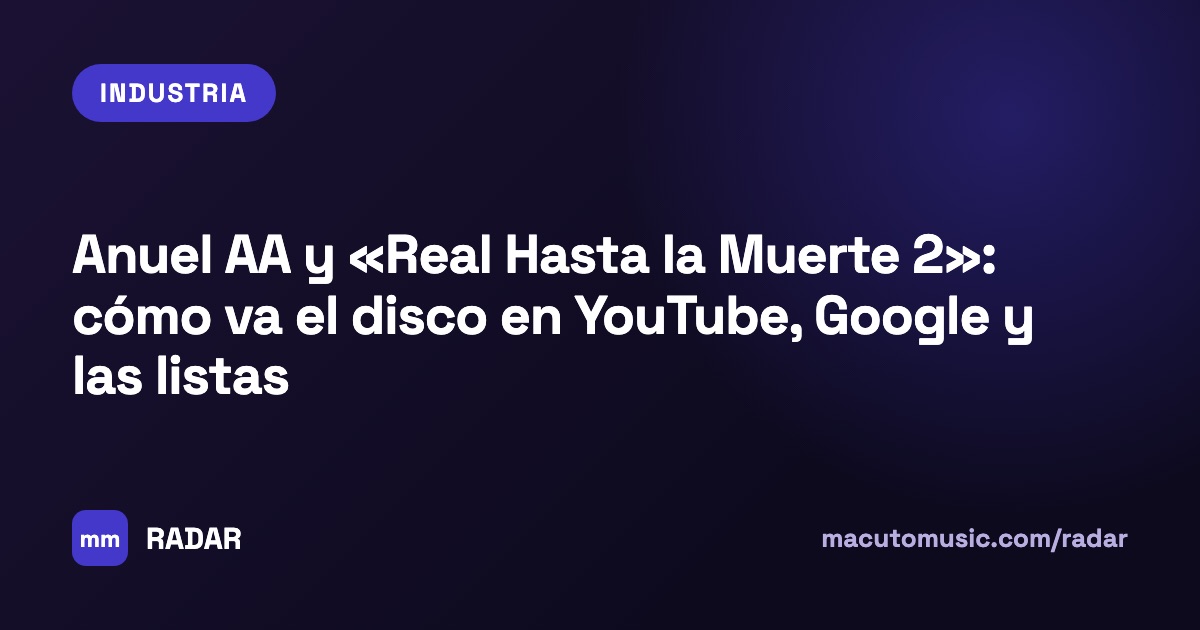 INDUSTRIA
Anuel AA y «Real Hasta la Muerte 2»:
cómo va el disco en YouTube, Google y
las listas
mm RADAR
macutomusic.com/radar